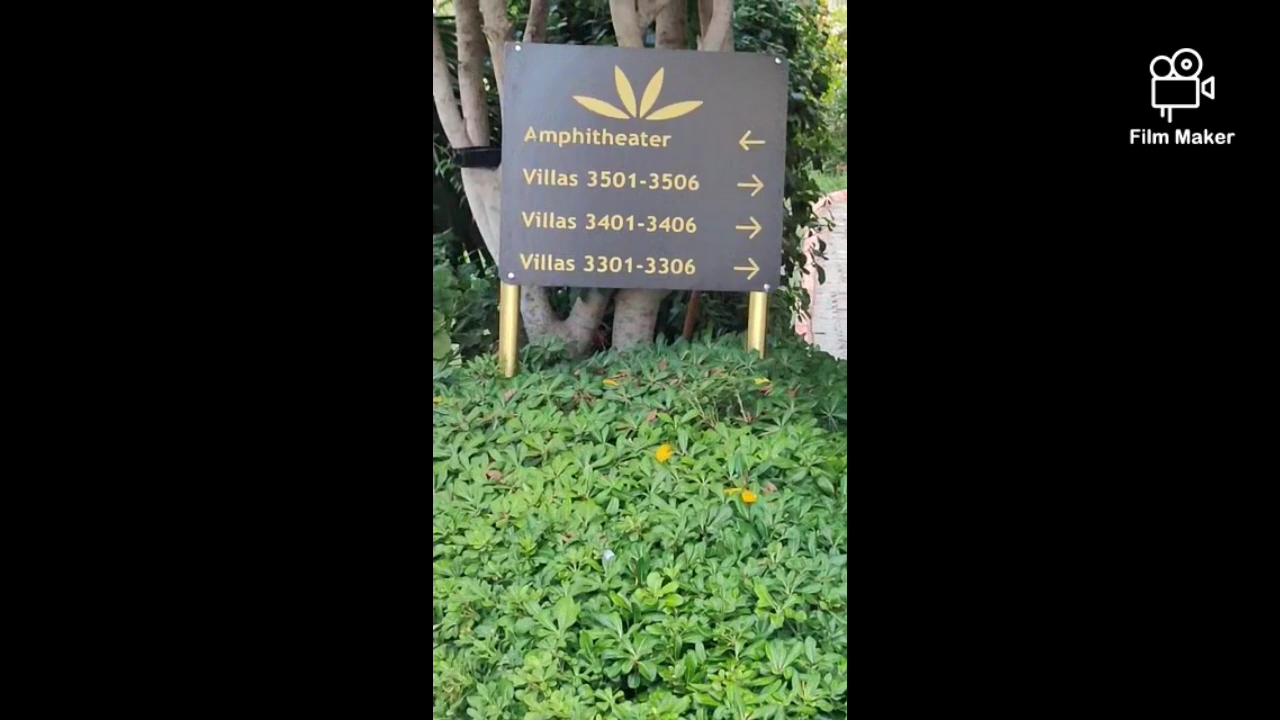 Amphitheater ←
Villas 3501-3506 →
Villas 3401-3406 →
Villas 3301-3306 →
Film Maker